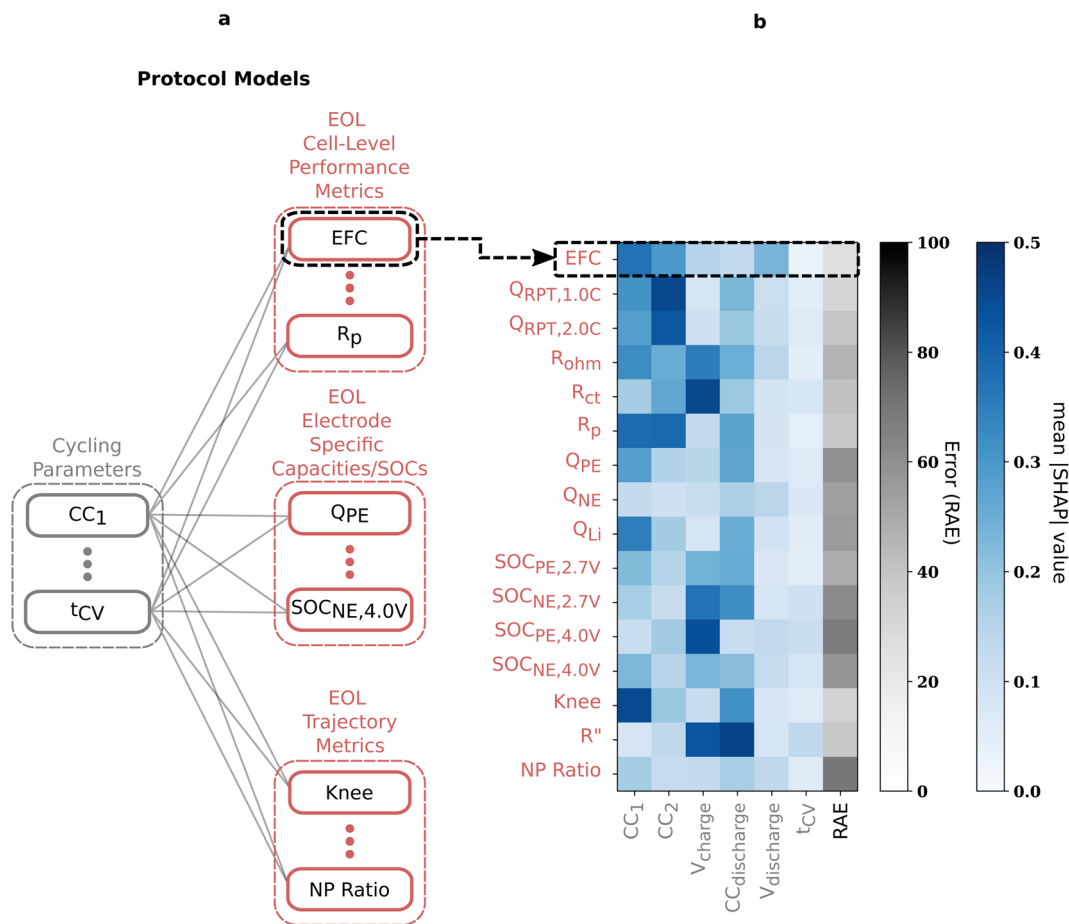 a
b
Protocol Models
EOL
Cell-Level
Performance
Metrics
EFC
Rp
EOL
Electrode
Specific
Capacities/SOCs
QPE
SOCNE,4.0V
Cycling
Parameters
CC1
tCV
EOL
Trajectory
Metrics
Knee
NP Ratio
EFC
QRPT,1.0C
QRPT,2.0C
Rohm
Rct
Rp
QPE
QNE
QLi
SOCPE,2.7V
SOCNE,2.7V
SOCPE,4.0V
SOCNE,4.0V
Knee
R"
NP Ratio
CC1
CC2
Vcharge
CCdischarge
Vdischarge
tCV
RAE
100
80
60
40
20
0
Error (RAE)
0.5
0.4
0.3
0.2
0.1
0.0
mean |SHAP| value